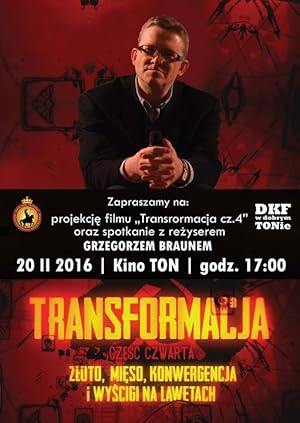 Zapraszamy na:
projekcję filmu „Transrormacja cz.4"
oraz spotkanie z reżyserem
GRZEGORZEM BRAUNEM
DKF
w dobrym
TONie
20 II 2016 | Kino TON | godz. 17:00
TRANSFORMACJA
CZĘŚĆ CZWARTA
ZŁOTO, MIĘSO, KONWERGENCJA
i WYŚCIGI NA LAWETACH